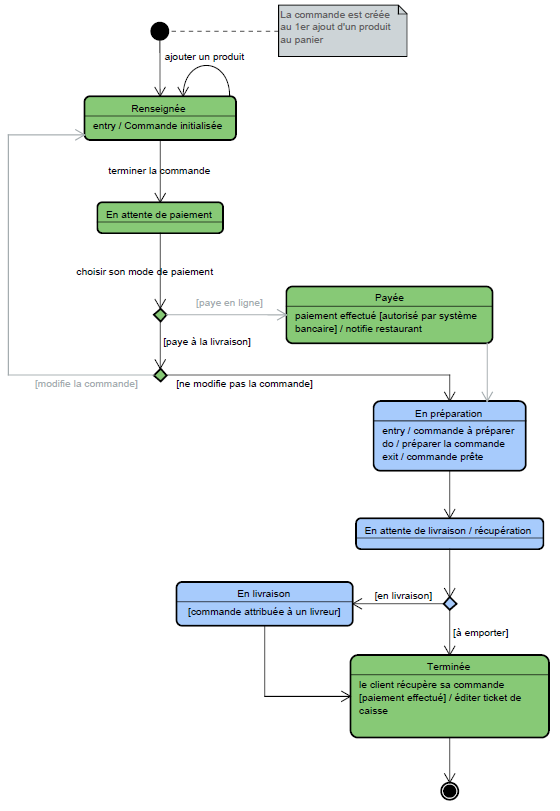 La commande est créée
au 1er ajout d'un produit
au panier
ajouter un produit
Renseignée
entry / Commande initialisée
terminer la commande
En attente de paiement
choisir son mode de paiement
[paye en ligne]
Payée
paiement effectué [autorisé par système
bancaire] / notifie restaurant
[paye à la livraison]
[modifie la commande]
[ne modifie pas la commande]
En préparation
entry / commande à préparer
do / préparer la commande
exit / commande prête
En attente de livraison / récupération
En livraison
[commande attribuée à un livreur]
[en livraison]
[à emporter]
Terminée
le client récupère sa commande
[paiement effectué] / éditer ticket de
caisse